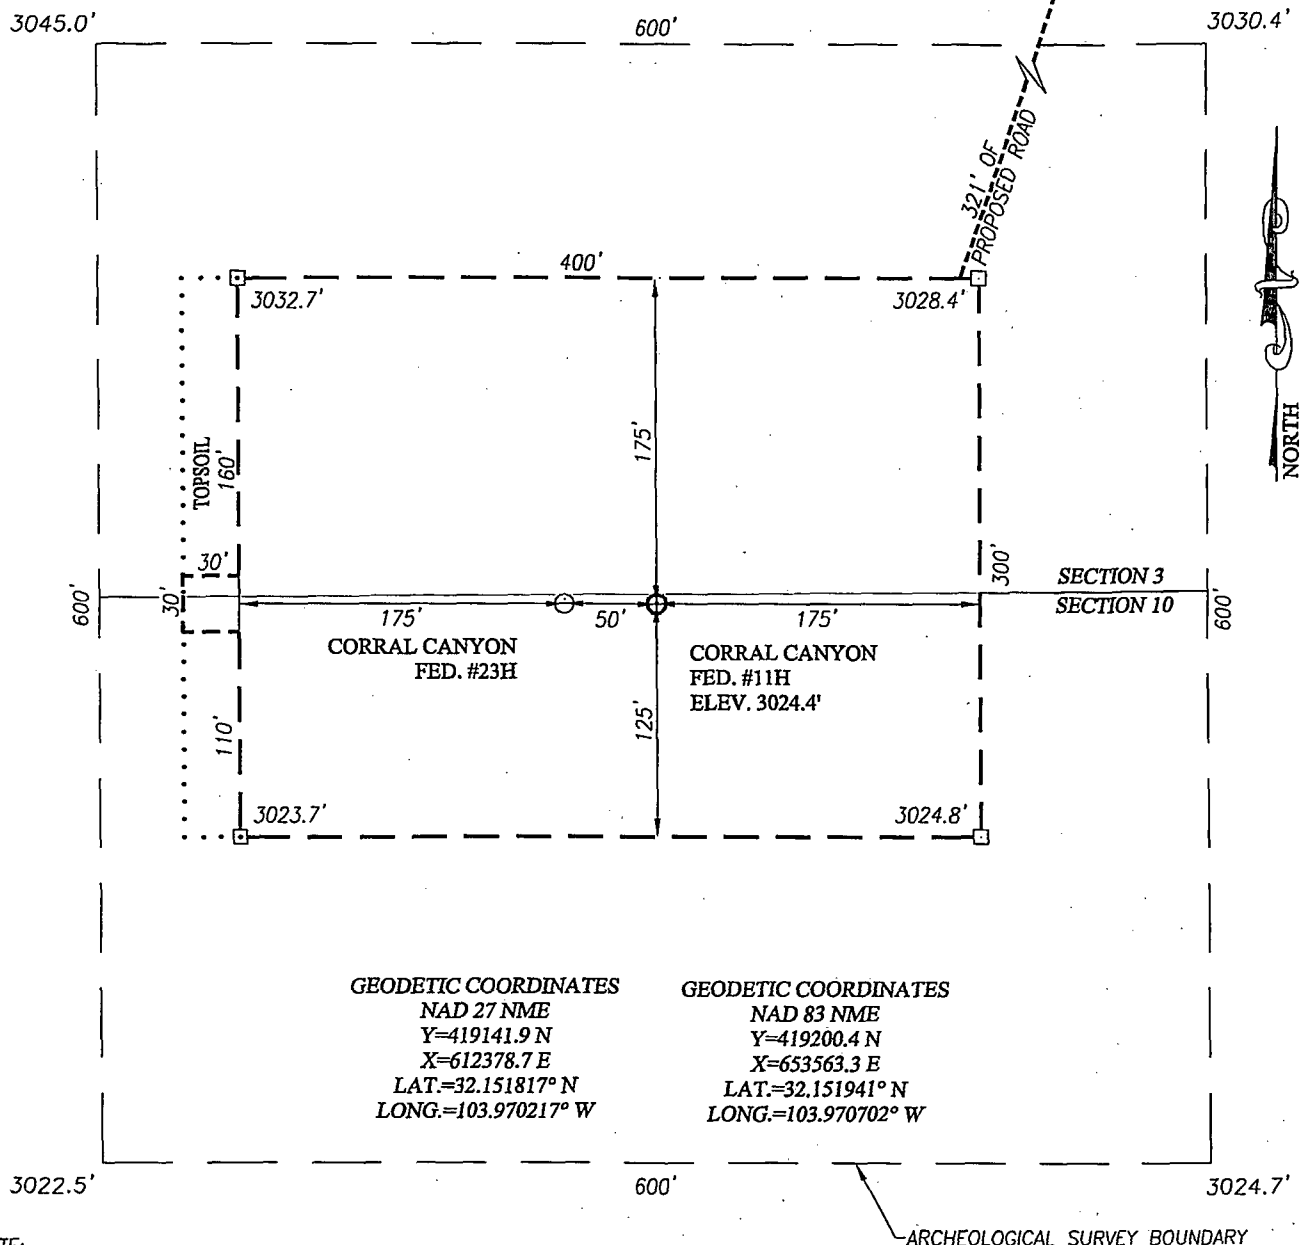 3045.0'
600'
3030.4'
321' OF
PROPOSED ROAD
400'
3032.7'
3028.4'
NORTH
TOPSOIL
160'
175'
30'
30'
600'
300'
SECTION 3
SECTION 10
600'
175'
50'
175'
CORRAL CANYON
FED. #23H
CORRAL CANYON
FED. #11H
ELEV. 3024.4'
110'
125'
3023.7'
3024.8'
GEODETIC COORDINATES
NAD 27 NME
Y=419141.9 N
X=612378.7 E
LAT.=32.151817° N
LONG.=103.970217° W
GEODETIC COORDINATES
NAD 83 NME
Y=419200.4 N
X=653563.3 E
LAT.=32.151941° N
LONG.=103.970702° W
3022.5'
600'
3024.7'
ARCHEOLOGICAL SURVEY BOUNDARY